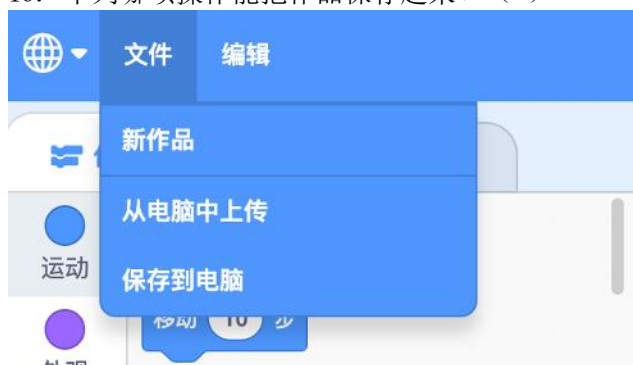 文件 编辑
新作品
从电脑中上传
保存到电脑
运动
移动 10 步